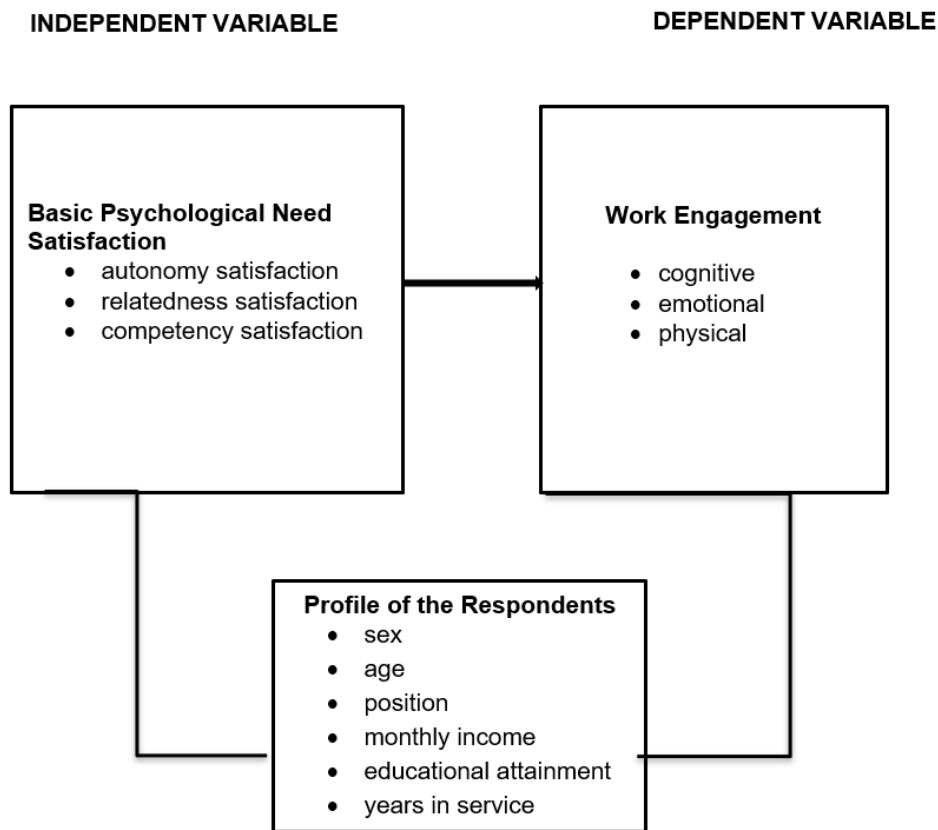 INDEPENDENT VARIABLE
DEPENDENT VARIABLE
Basic Psychological Need
Satisfaction
• autonomy satisfaction
• relatedness satisfaction
• competency satisfaction
Work Engagement
• cognitive
• emotional
• physical
Profile of the Respondents
• sex
• age
• position
• monthly income
• educational attainment
• years in service